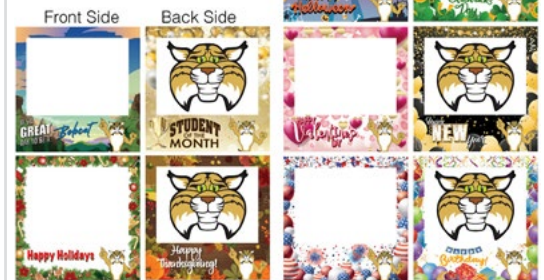 Halloween
Front Side
Back Side
GREAT
Bobcat
STUDENT
OF THE
MONTH
Valentine's
NEW
Happy Holidays
Happy
Thanksgiving!
Birthday!